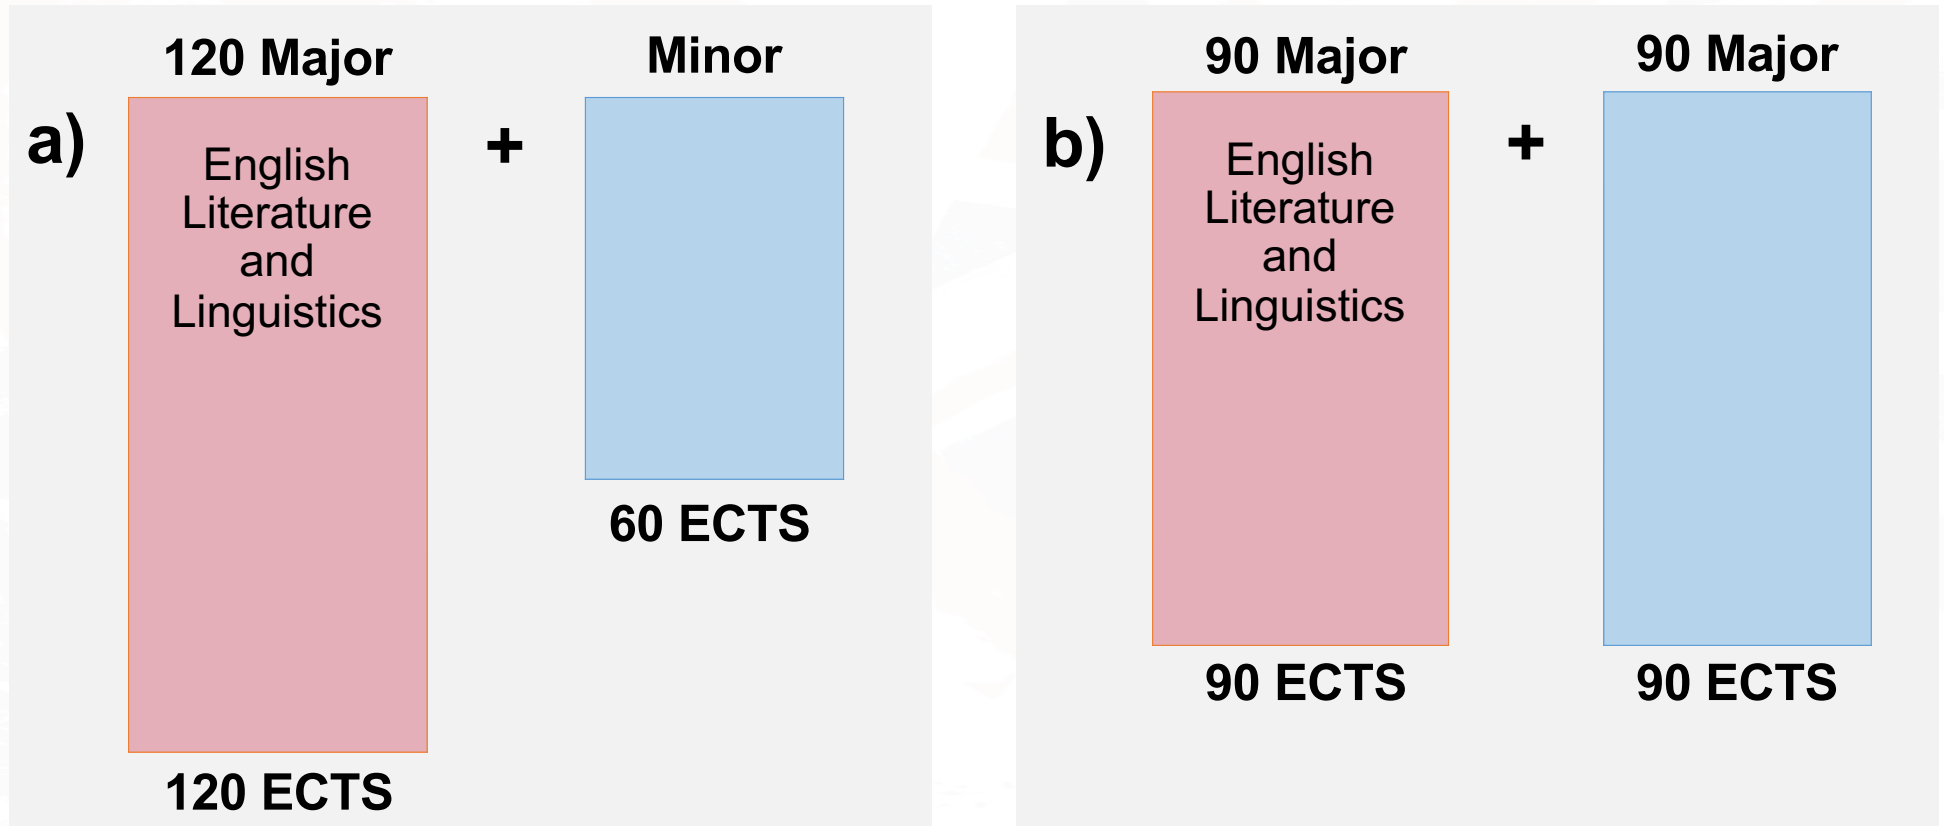 a)
120 Major
English
Literature
and
Linguistics
120 ECTS
+
Minor
60 ECTS
b)
90 Major
English
Literature
and
Linguistics
90 ECTS
+
90 Major
90 ECTS